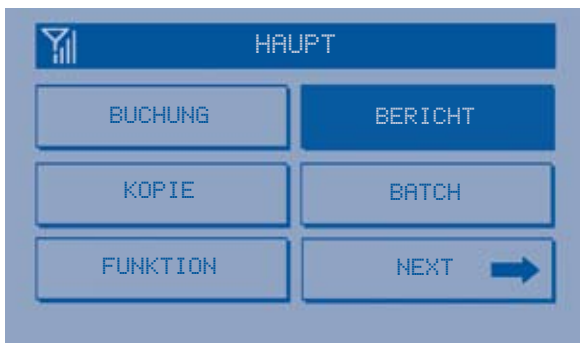 HAUPT
BUCHUNG
BERICHT
KOPIE
BATCH
FUNKTION
NEXT